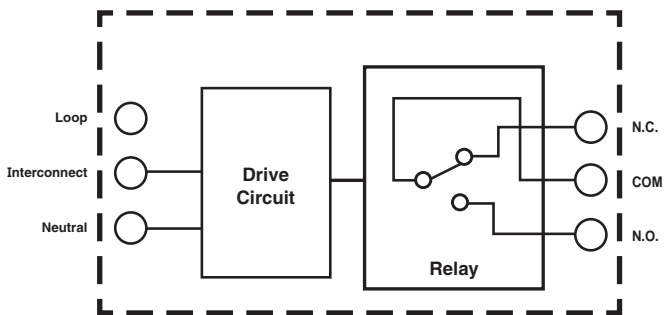 Loop
Interconnect
Neutral
Drive
Circuit
Relay
N.C.
COM
N.O.